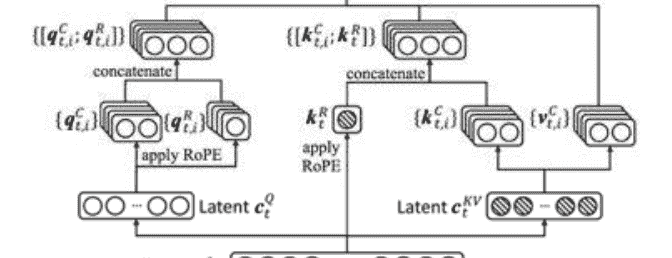 {[q^C_{t,i}; q^R_{t,i}]} {[k^C_{t,i}; k^R_t]}
concatenate concatenate
{q^C_{t,i}} {q^R_{t,i}} k^R_t {k^C_{t,i}} {v^C_{t,i}}
apply RoPE apply
RoPE
Latent c^Q_t Latent c^{KV}_t